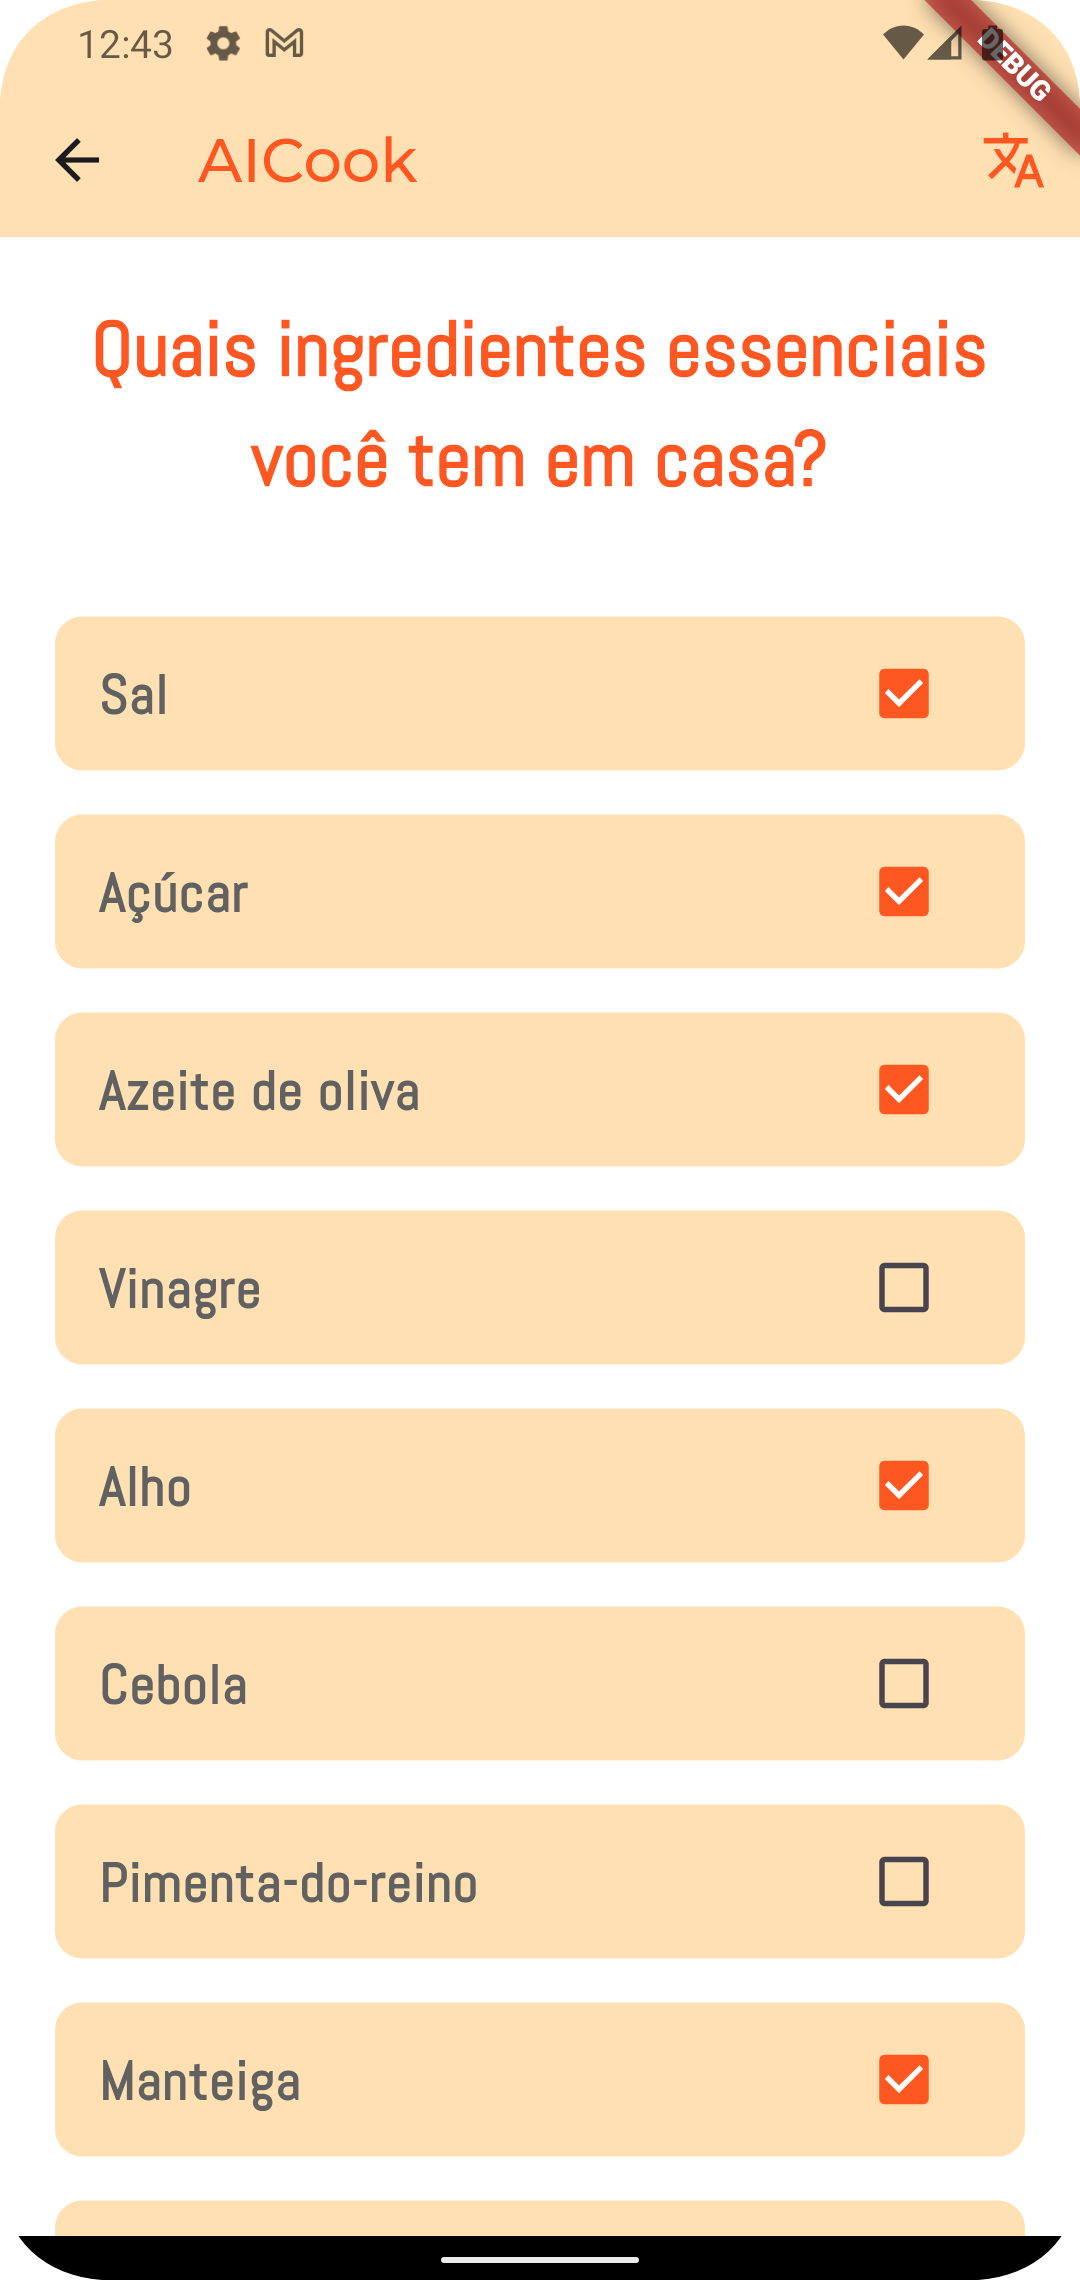 12:43
DEBUG
AICook
Quais ingredientes essenciais
você tem em casa?
Sal
Açúcar
Azeite de oliva
Vinagre
Alho
Cebola
Pimenta-do-reino
Manteiga